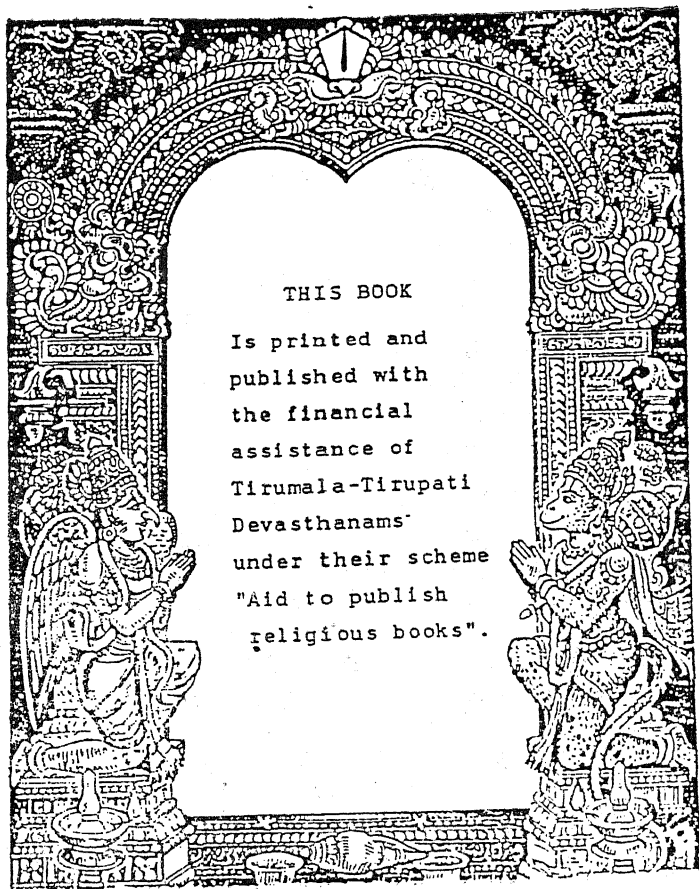 THIS BOOK
Is printed and
published with
the financial
assistance of
Tirumala-Tirupati
Devasthanams
under their scheme
"Aid to publish
religious books".